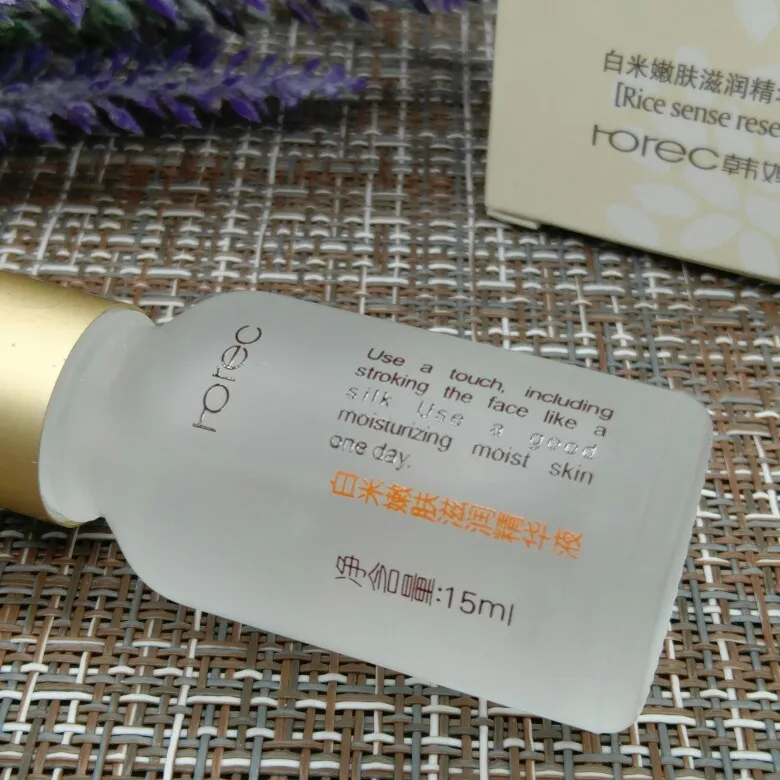 白米嫩肤滋润精
[Rice sense rese
rorec韩
rorec
Use a touch, including
stroking the face like a
silk Use a good
moisturizing moist skin
one day.
白米嫩肤滋润精华液
净含量:15ml